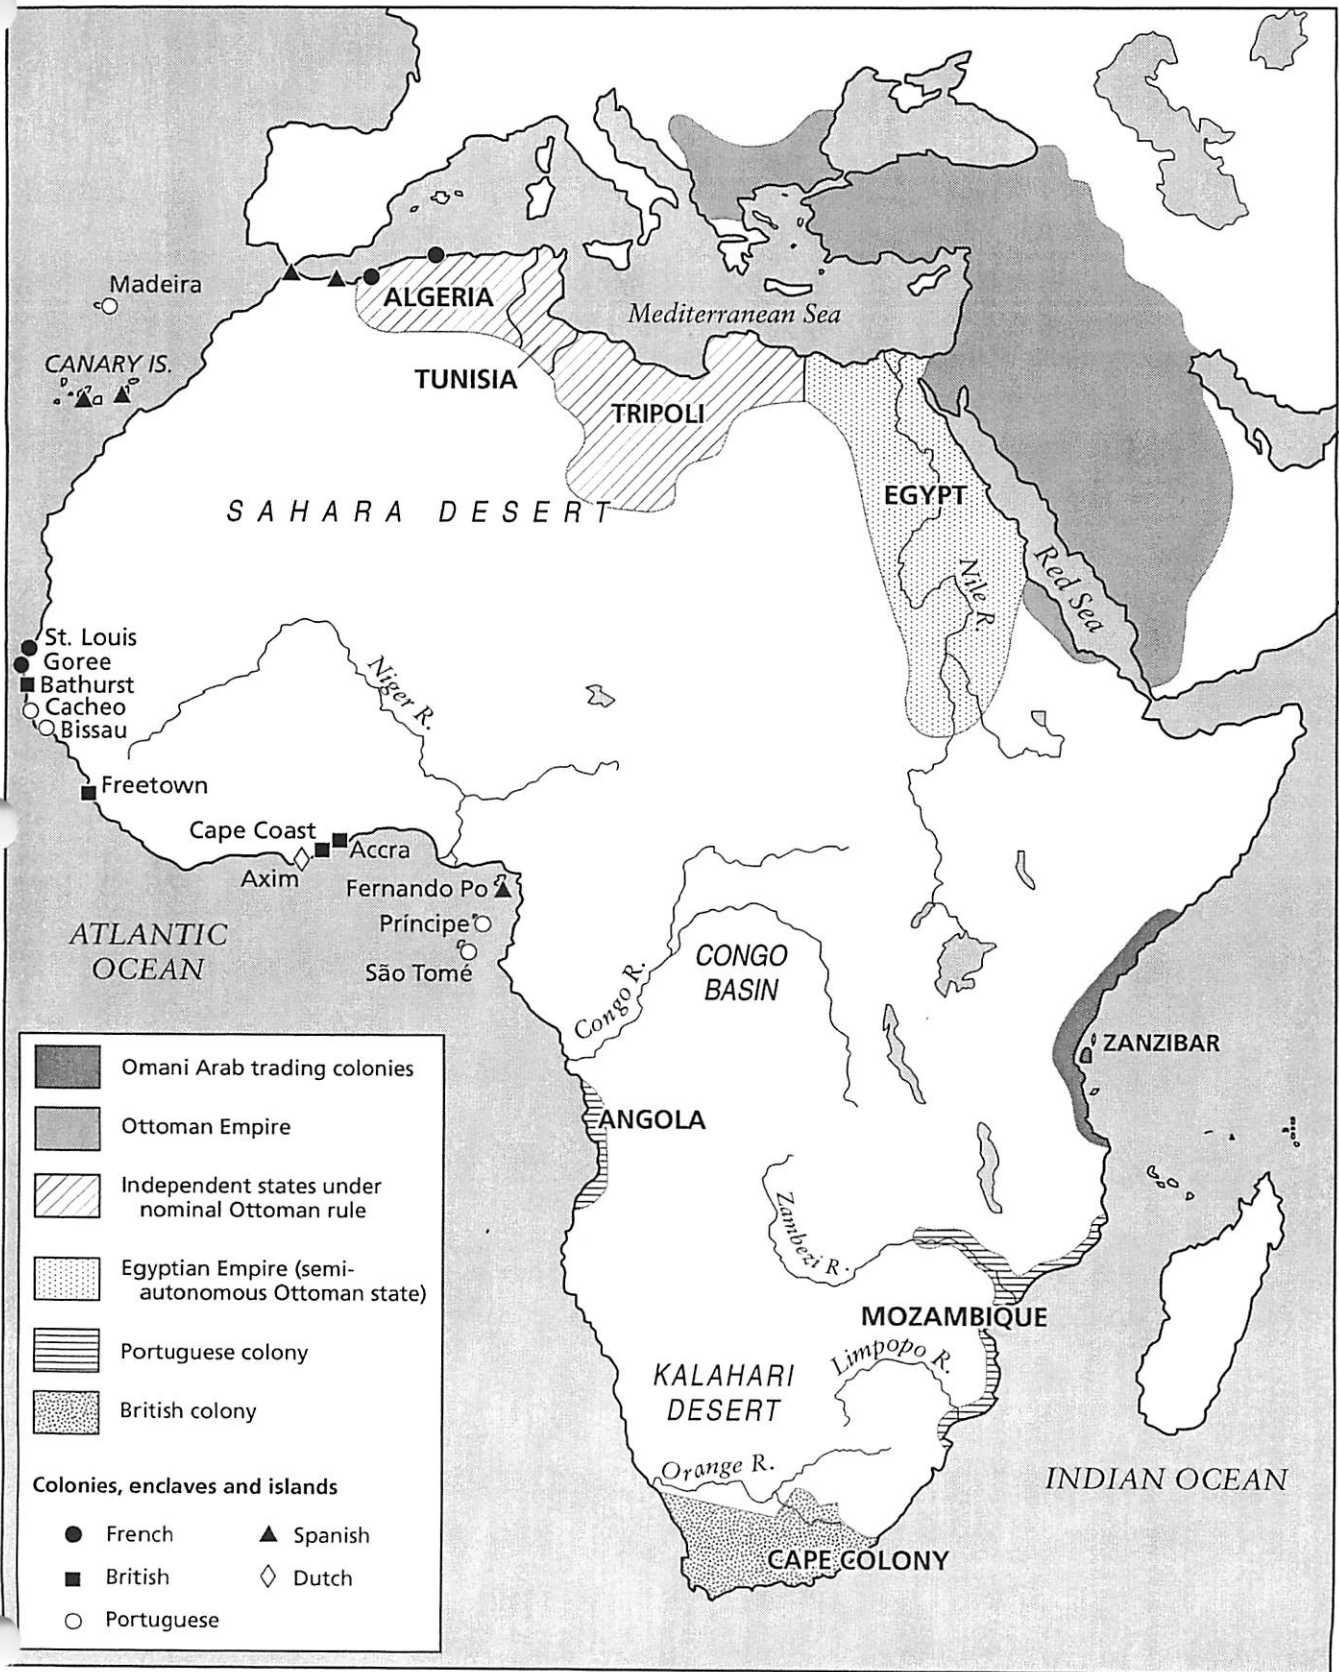 Madeira
CANARY IS.
ALGERIA
TUNISIA
TRIPOLI
Mediterranean Sea
SAHARA DESERT
EGYPT
Nile R.
Red Sea
St. Louis
Goree
Bathurst
Cacheo
Bissau
Niger R.
Freetown
Cape Coast
Accra
Axim
Fernando Po
Príncipe
São Tomé
ATLANTIC
OCEAN
CONGO
BASIN
Congo R.
ZANZIBAR
ANGOLA
Zambezi R.
MOZAMBIQUE
Limpopo R.
KALAHARI
DESERT
Orange R.
INDIAN OCEAN
CAPE COLONY
Omani Arab trading colonies
Ottoman Empire
Independent states under
nominal Ottoman rule
Egyptian Empire (semi-
autonomous Ottoman state)
Portuguese colony
British colony
Colonies, enclaves and islands
French
Spanish
British
Dutch
Portuguese